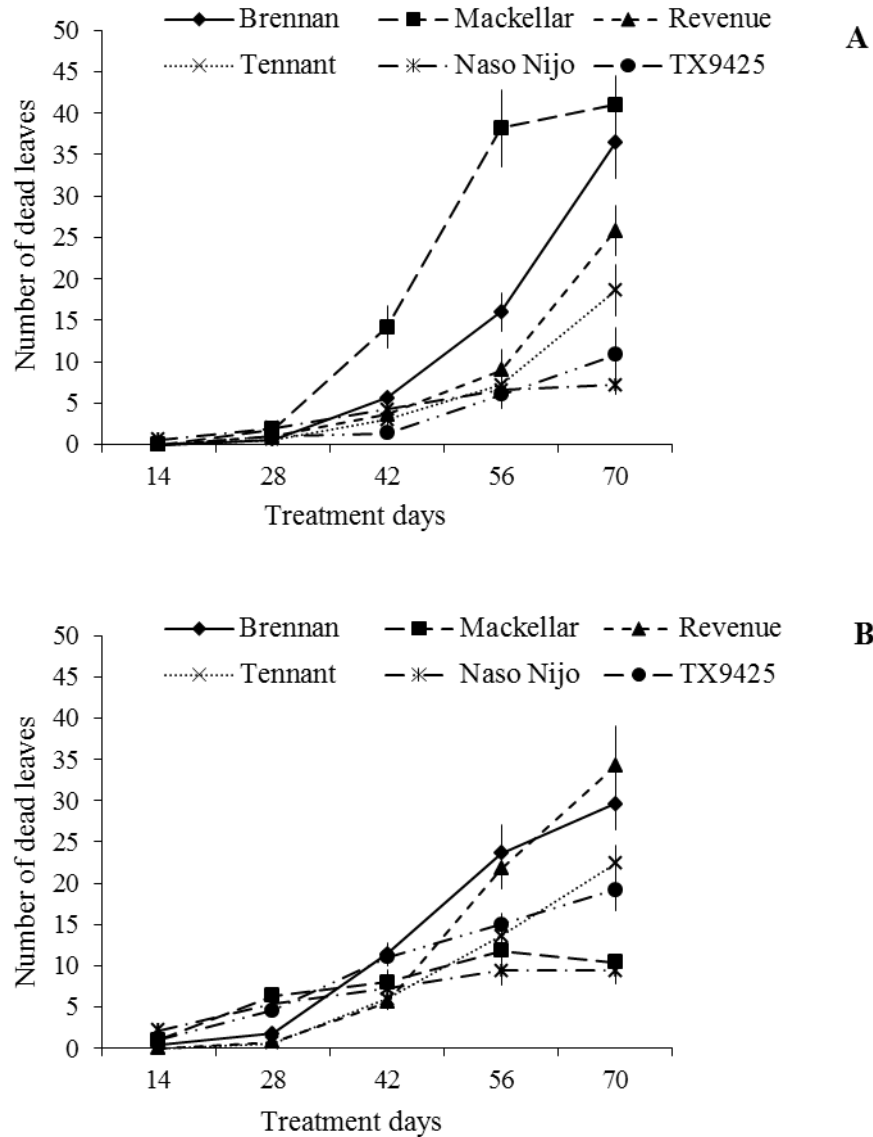 Brennan Mackellar Revenue A
Tennant Naso Nijo TX9425
50
45
40
35
30
25
20
15
10
5
0
Number of dead leaves
14 28 42 56 70
Treatment days
Brennan Mackellar Revenue B
Tennant Naso Nijo TX9425
50
45
40
35
30
25
20
15
10
5
0
Number of dead leaves
14 28 42 56 70
Treatment days